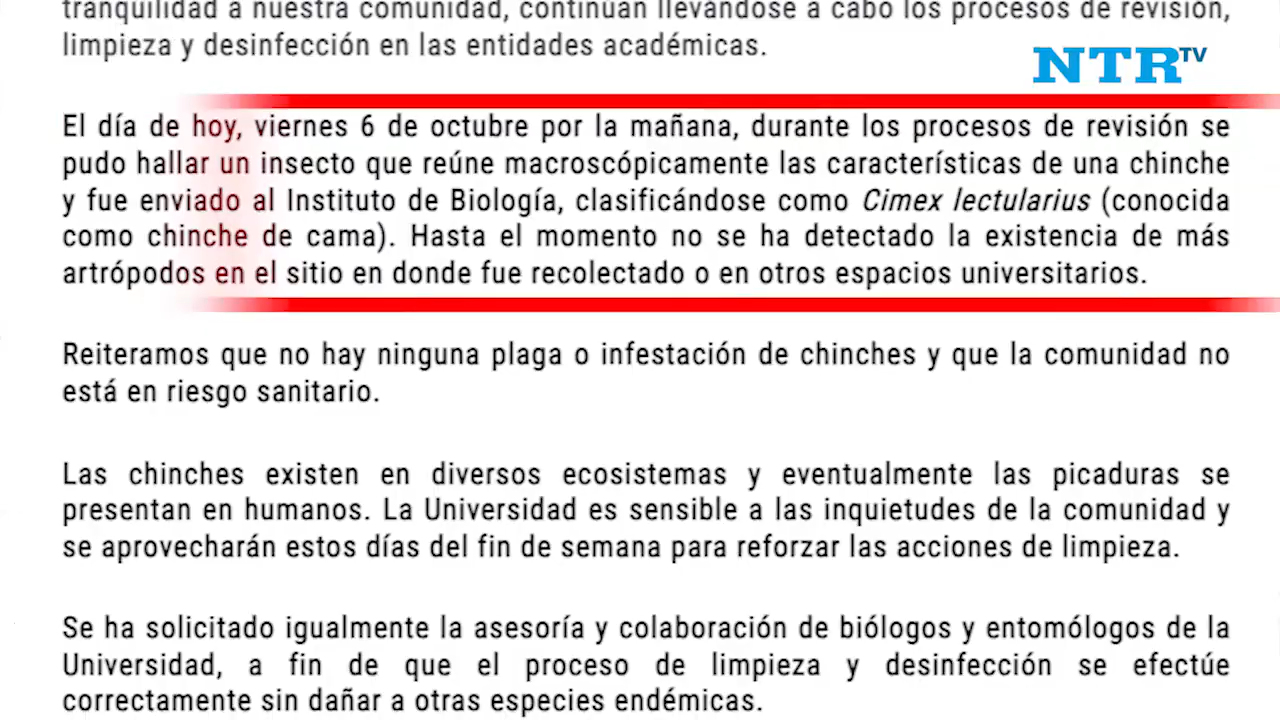 tranquilidad a nuestra comunidad, continúan llevándose a cabo los procesos de revisión,
limpieza y desinfección en las entidades académicas.
NTR TV
El día de hoy, viernes 6 de octubre por la mañana, durante los procesos de revisión se
pudo hallar un insecto que reúne macroscópicamente las características de una chinche
y fue enviado al Instituto de Biología, clasificándose como Cimex lectularius (conocida
como chinche de cama). Hasta el momento no se ha detectado la existencia de más
artrópodos en el sitio en donde fue recolectado o en otros espacios universitarios.
Reiteramos que no hay ninguna plaga o infestación de chinches y que la comunidad no
está en riesgo sanitario.
Las chinches existen en diversos ecosistemas y eventualmente las picaduras se
presentan en humanos. La Universidad es sensible a las inquietudes de la comunidad y
se aprovecharán estos días del fin de semana para reforzar las acciones de limpieza.
Se ha solicitado igualmente la asesoría y colaboración de biólogos y entomólogos de la
Universidad, a fin de que el proceso de limpieza y desinfección se efectúe
correctamente sin dañar a otras especies endémicas.